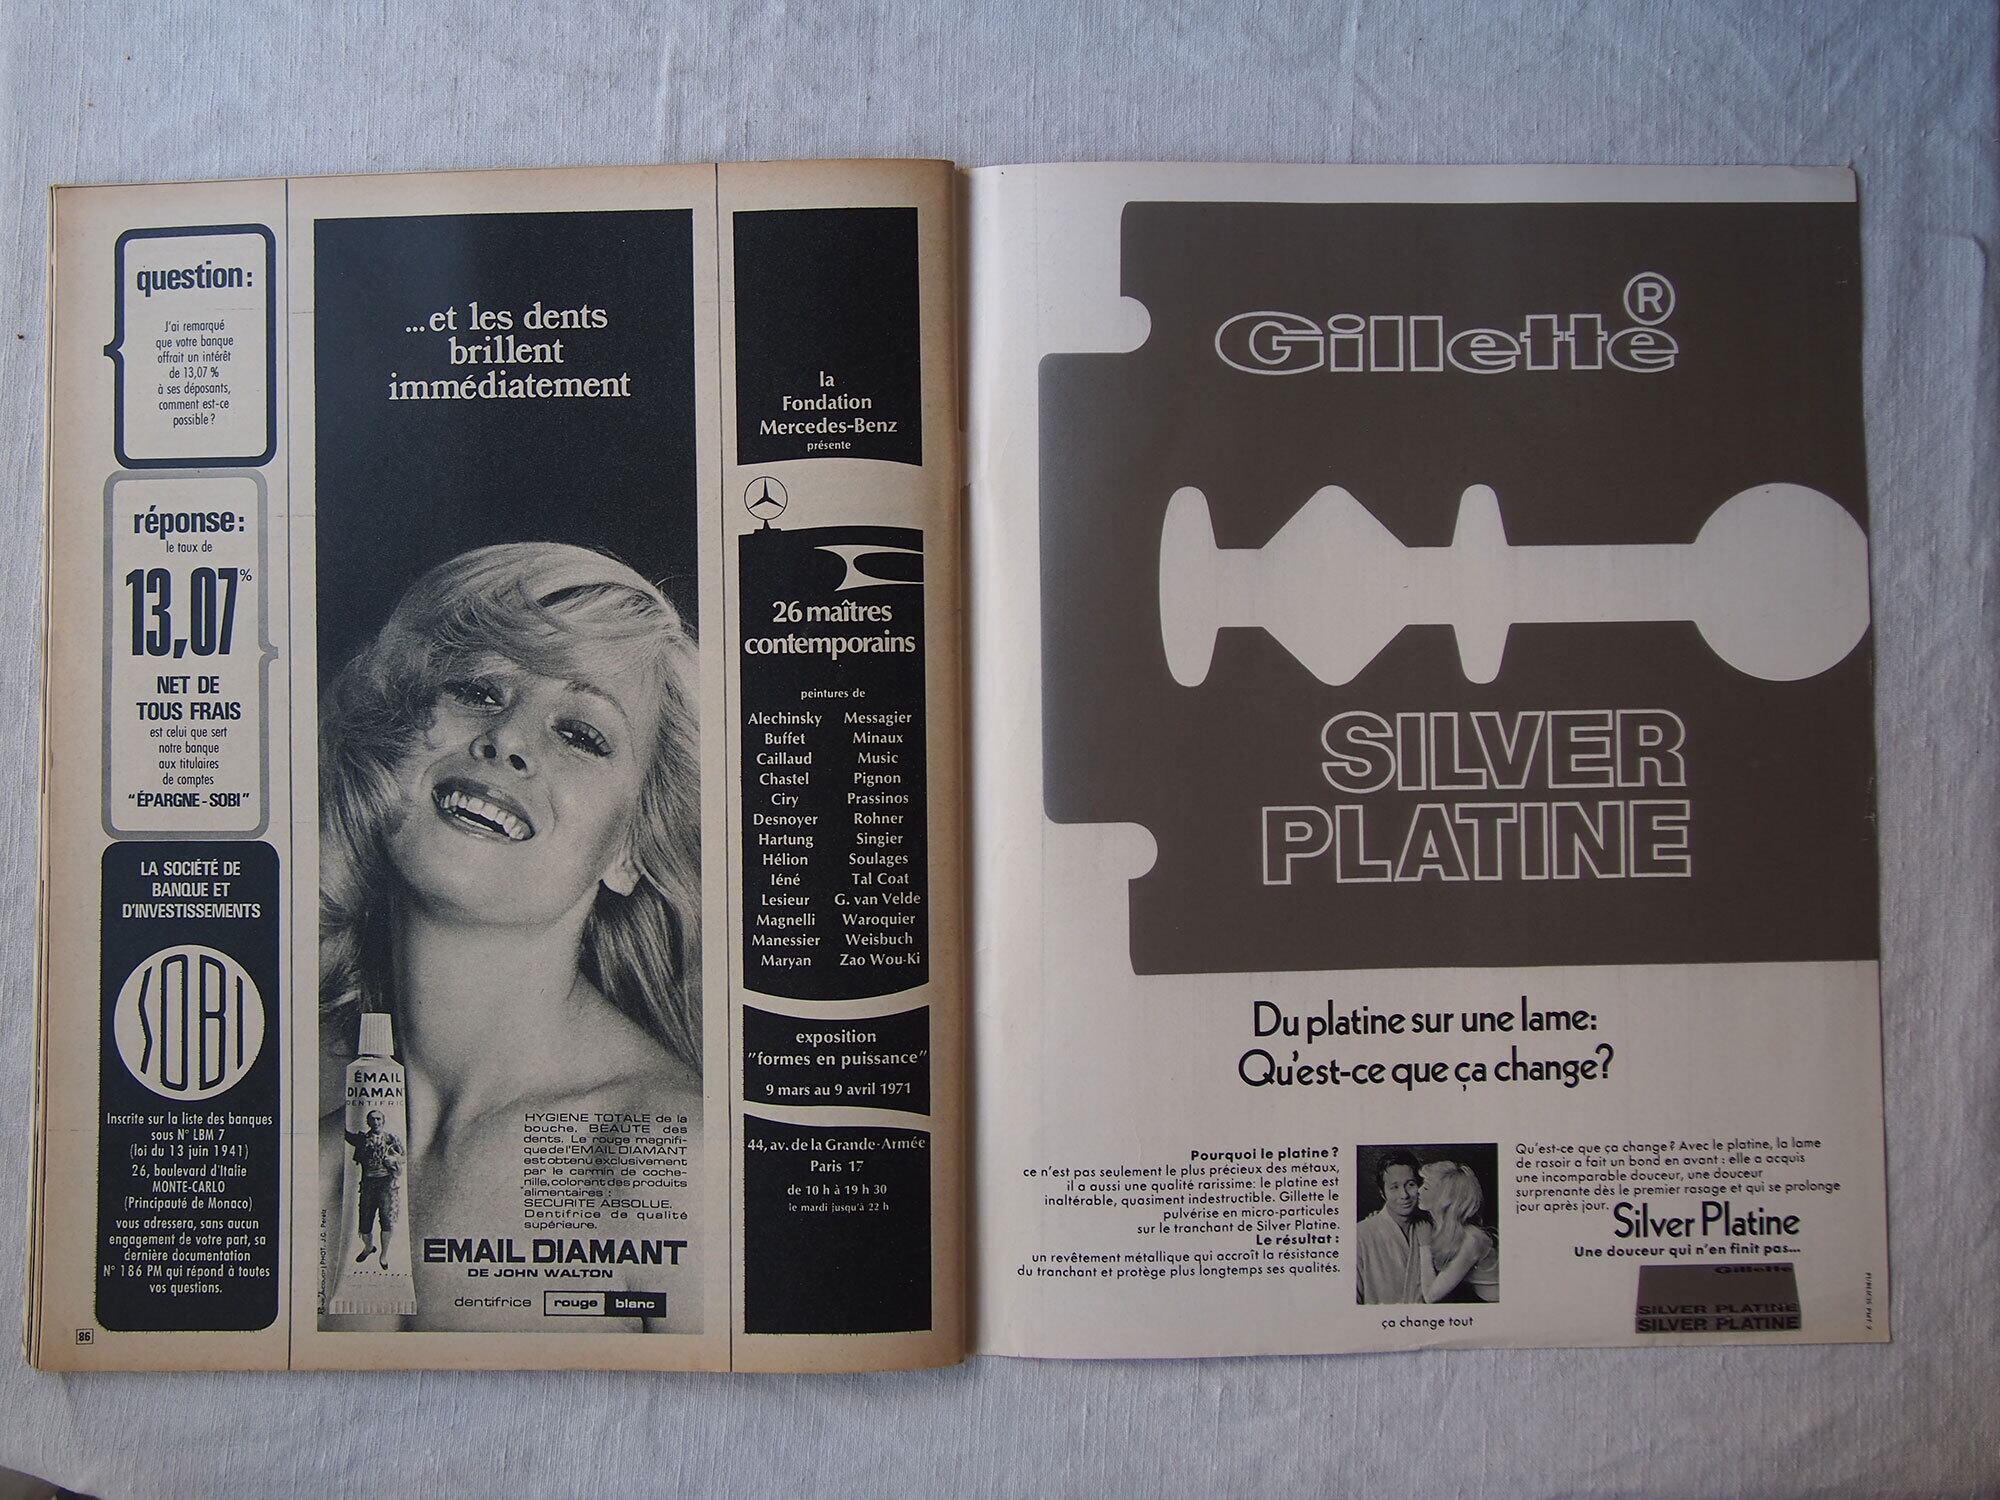 question:
J'ai remarqué
que votre banque
offrait un intérêt
de 13,07 %
à ses déposants,
comment est-ce
possible?
réponse:
le taux de
13,07%
NET DE
TOUS FRAIS
est celui que sert
notre banque
aux titulaires
de comptes
"ÉPARGNE-SOBI"
LA SOCIÉTÉ DE
BANQUE ET
D'INVESTISSEMENTS
SOBI
Inscrite sur la liste des banques
sous N° LBM 7
(loi du 13 juin 1941)
26, boulevard d'Italie
MONTE-CARLO
(Principauté de Monaco)
vous adressera, sans aucun
engagement de votre part, sa
dernière documentation
N° 186 PM qui répond à toutes
vos questions.
86
...et les dents
brillent
immédiatement
ÉMAIL
DIAMAN
DENTIFRIC
HYGIENE TOTALE de la
bouche. BEAUTE des
dents. Le rouge magnifi-
que de l'EMAIL DIAMANT
est obtenu exclusivement
par le carmin de coche-
nille, colorant des produits
alimentaires :
SECURITE ABSOLUE.
Dentifrice de qualité
supérieure.
EMAIL DIAMANT
DE JOHN WALTON
dentifrice rouge blanc
PHOT. J.C. Peretz
la
Fondation
Mercedes-Benz
présente
26 maîtres
contemporains
peintures de
Alechinsky Messagier
Buffet Minaux
Caillaud Music
Chastel Pignon
Ciry Prassinos
Desnoyer Rohner
Hartung Singier
Hélion Soulages
Iéné Tal Coat
Lesieur G. van Velde
Magnelli Waroquier
Manessier Weisbuch
Maryan Zao Wou-Ki
exposition
"formes en puissance"
9 mars au 9 avril 1971
44, av. de la Grande-Armée
Paris 17
de 10 h à 19 h 30
le mardi jusqu'à 22 h
Gillette ®
SILVER
PLATINE
Du platine sur une lame:
Qu'est-ce que ça change?
Pourquoi le platine?
ce n'est pas seulement le plus précieux des métaux,
il a aussi une qualité rarissime: le platine est
inaltérable, quasiment indestructible. Gillette le
pulvérise en micro-particules
sur le tranchant de Silver Platine.
Le résultat :
un revêtement métallique qui accroît la résistance
du tranchant et protège plus longtemps ses qualités.
ça change tout
Qu'est-ce que ça change? Avec le platine, la lame
de rasoir a fait un bond en avant : elle a acquis
une incomparable douceur, une douceur
surprenante dès le premier rasage et qui se prolonge
jour après jour.
Silver Platine
Une douceur qui n'en finit pas...
Gillette
SILVER PLATINE
SILVER PLATINE